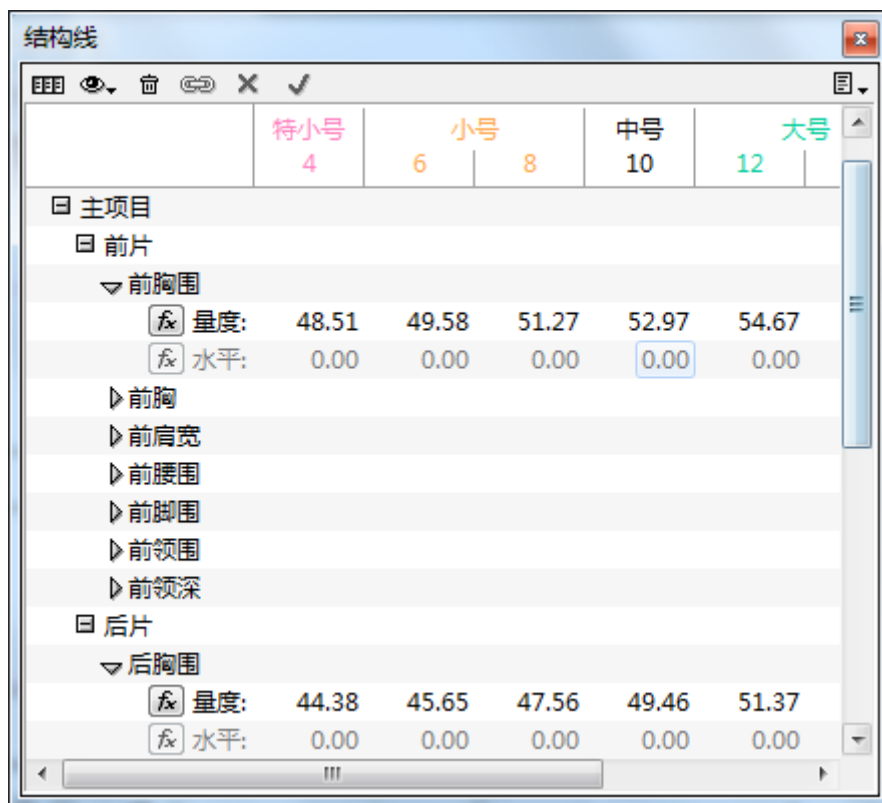 结构线
特小号 小号 中号 大号
4 6 8 10 12
主项目
前片
前胸围
fx 量度: 48.51 49.58 51.27 52.97 54.67
fx 水平: 0.00 0.00 0.00 0.00 0.00
前胸
前肩宽
前腰围
前脚围
前领围
前领深
后片
后胸围
fx 量度: 44.38 45.65 47.56 49.46 51.37
fx 水平: 0.00 0.00 0.00 0.00 0.00